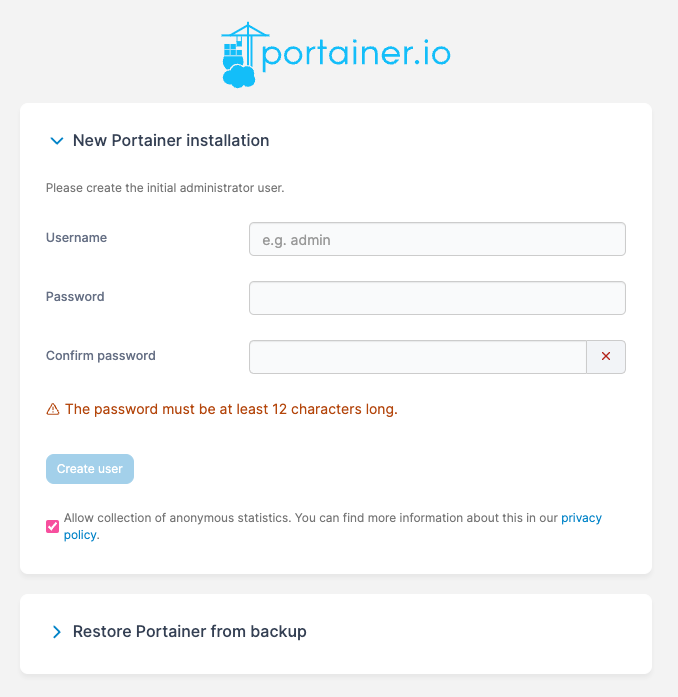 portainer.io
New Portainer installation
Please create the initial administrator user.
Username
e.g. admin
Password
Confirm password
The password must be at least 12 characters long.
Create user
Allow collection of anonymous statistics. You can find more information about this in our privacy
policy.
Restore Portainer from backup